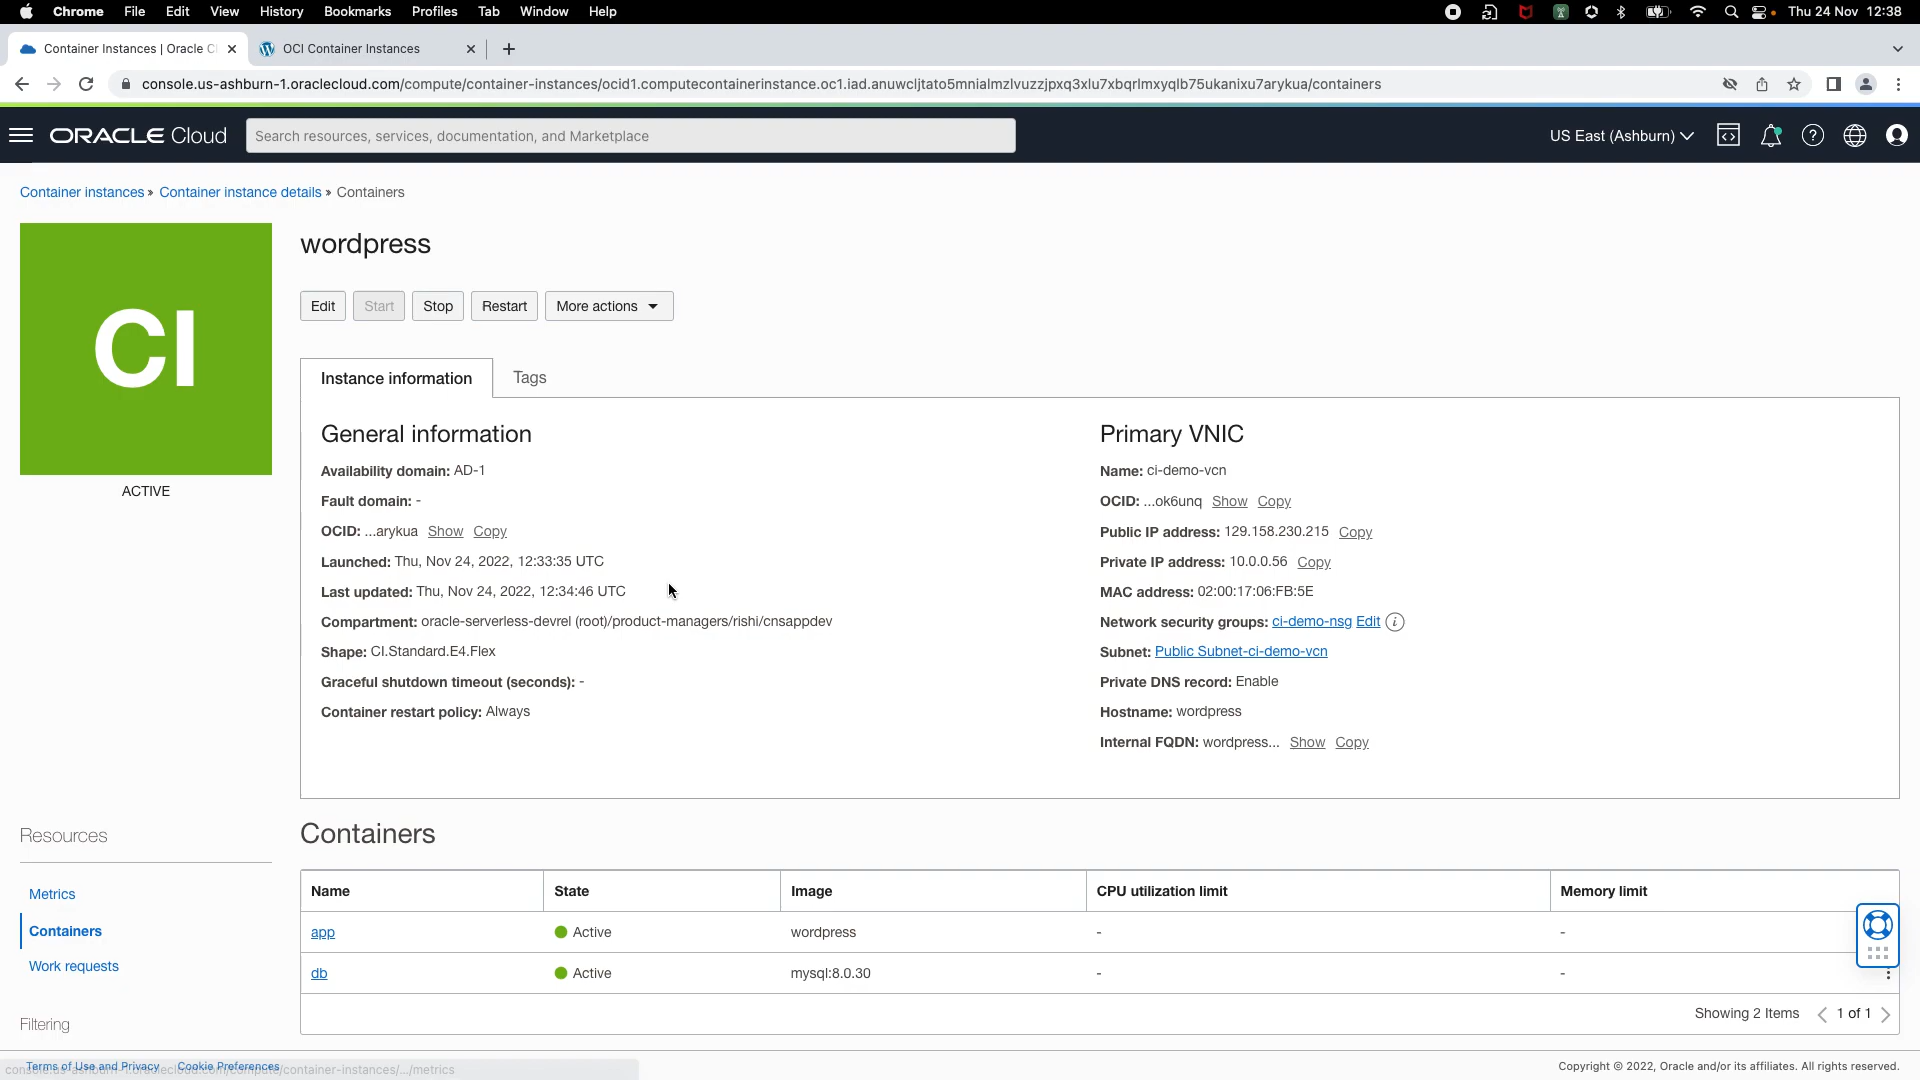 Chrome File Edit View History Bookmarks Profiles Tab Window Help Thu 24 Nov 12:38
Container Instances | Oracle C OCI Container Instances
console.us-ashburn-1.oraclecloud.com/compute/container-instances/ocid1.computecontainerinstance.oc1.iad.anuwcljtato5mnialmzlvuzzjpxq3xlu7xbqrlmxyqlb75ukanixu7arykua/containers
ORACLE Cloud Search resources, services, documentation, and Marketplace US East (Ashburn)
Container instances » Container instance details » Containers
CI
ACTIVE
wordpress
Edit Start Stop Restart More actions
Instance information Tags
General information
Availability domain: AD-1
Fault domain: -
OCID: ...arykua Show Copy
Launched: Thu, Nov 24, 2022, 12:33:35 UTC
Last updated: Thu, Nov 24, 2022, 12:34:46 UTC
Compartment: oracle-serverless-devrel (root)/product-managers/rishi/cnsappdev
Shape: CI.Standard.E4.Flex
Graceful shutdown timeout (seconds): -
Container restart policy: Always
Primary VNIC
Name: ci-demo-vcn
OCID: ...ok6unq Show Copy
Public IP address: 129.158.230.215 Copy
Private IP address: 10.0.0.56 Copy
MAC address: 02:00:17:06:FB:5E
Network security groups: ci-demo-nsg Edit
Subnet: Public Subnet-ci-demo-vcn
Private DNS record: Enable
Hostname: wordpress
Internal FQDN: wordpress... Show Copy
Resources
Metrics
Containers
Work requests
Filtering
Containers
Name State Image CPU utilization limit Memory limit
app Active wordpress - -
db Active mysql:8.0.30 - -
Showing 2 Items 1 of 1
Terms of Use and Privacy Cookie Preferences
console.us-ashburn-1.oraclecloud.com/compute/container-instances/.../metrics
Copyright © 2022, Oracle and/or its affiliates. All rights reserved.